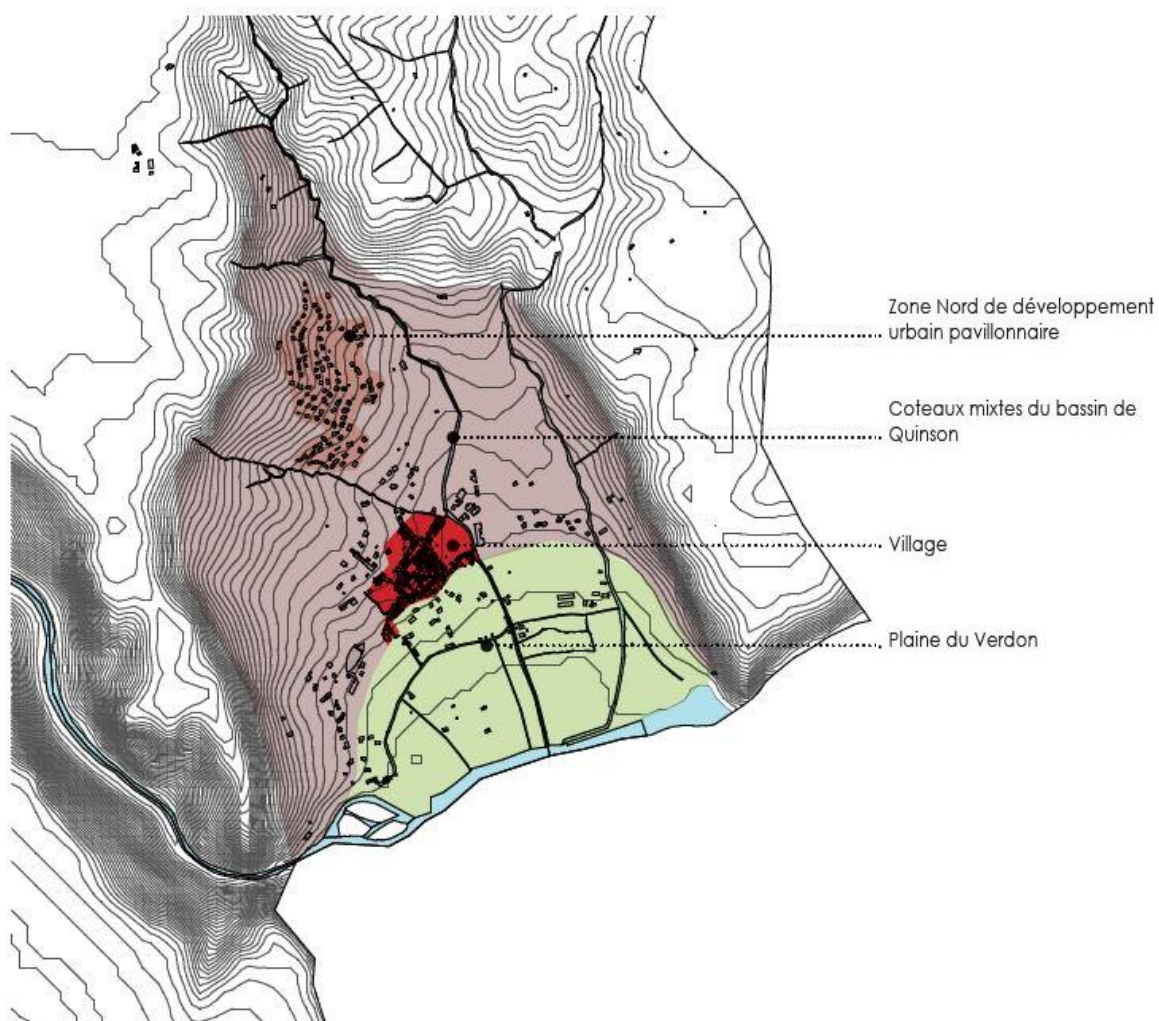 Zone Nord de développement
urbain pavillonnaire
Coteaux mixtes du bassin de
Quinson
Village
Plaine du Verdon